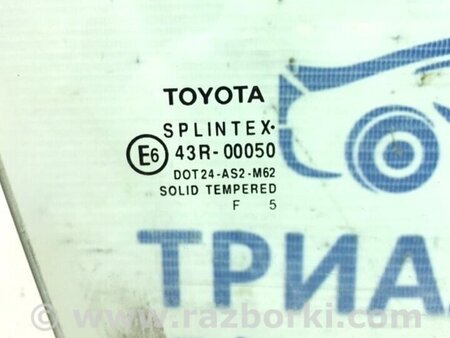 TOYOTA
SPLINTEX
E6 43R-00050
DOT24-AS2-M62
SOLID TEMPERED
F 5
ТРИА
www.razborki.com